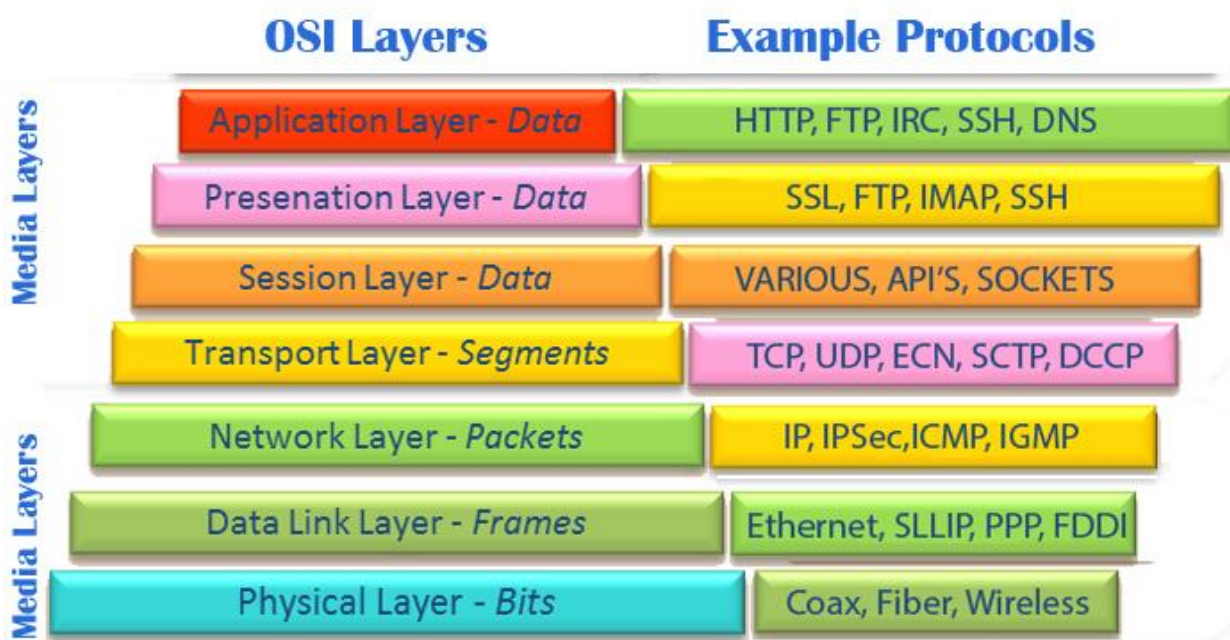 OSI Layers Example Protocols
Media Layers
Application Layer - Data HTTP, FTP, IRC, SSH, DNS
Presenation Layer - Data SSL, FTP, IMAP, SSH
Session Layer - Data VARIOUS, API'S, SOCKETS
Transport Layer - Segments TCP, UDP, ECN, SCTP, DCCP
Media Layers
Network Layer - Packets IP, IPSec,ICMP, IGMP
Data Link Layer - Frames Ethernet, SLLIP, PPP, FDDI
Physical Layer - Bits Coax, Fiber, Wireless